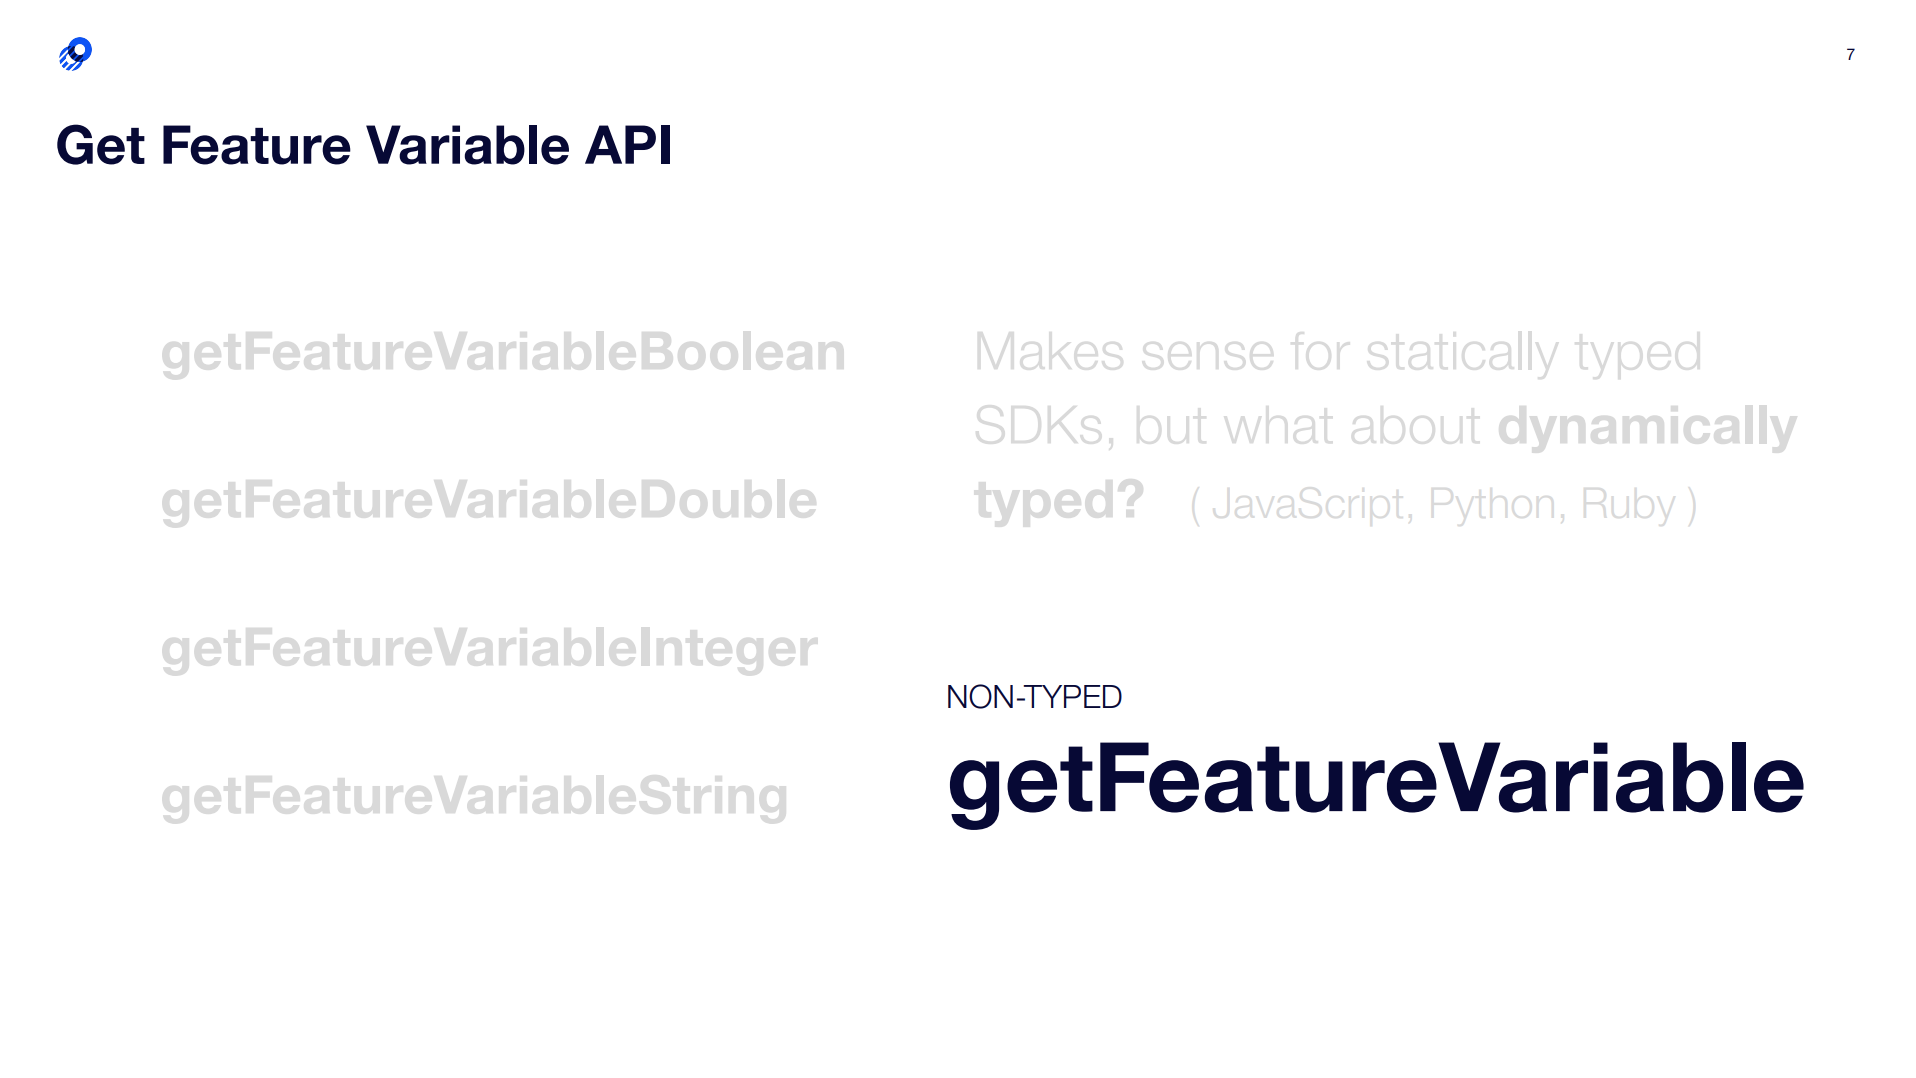 7
Get Feature Variable API
getFeatureVariableBoolean
getFeatureVariableDouble
getFeatureVariableInteger
getFeatureVariableString
Makes sense for statically typed
SDKs, but what about dynamically
typed? ( JavaScript, Python, Ruby )
NON-TYPED
getFeatureVariable